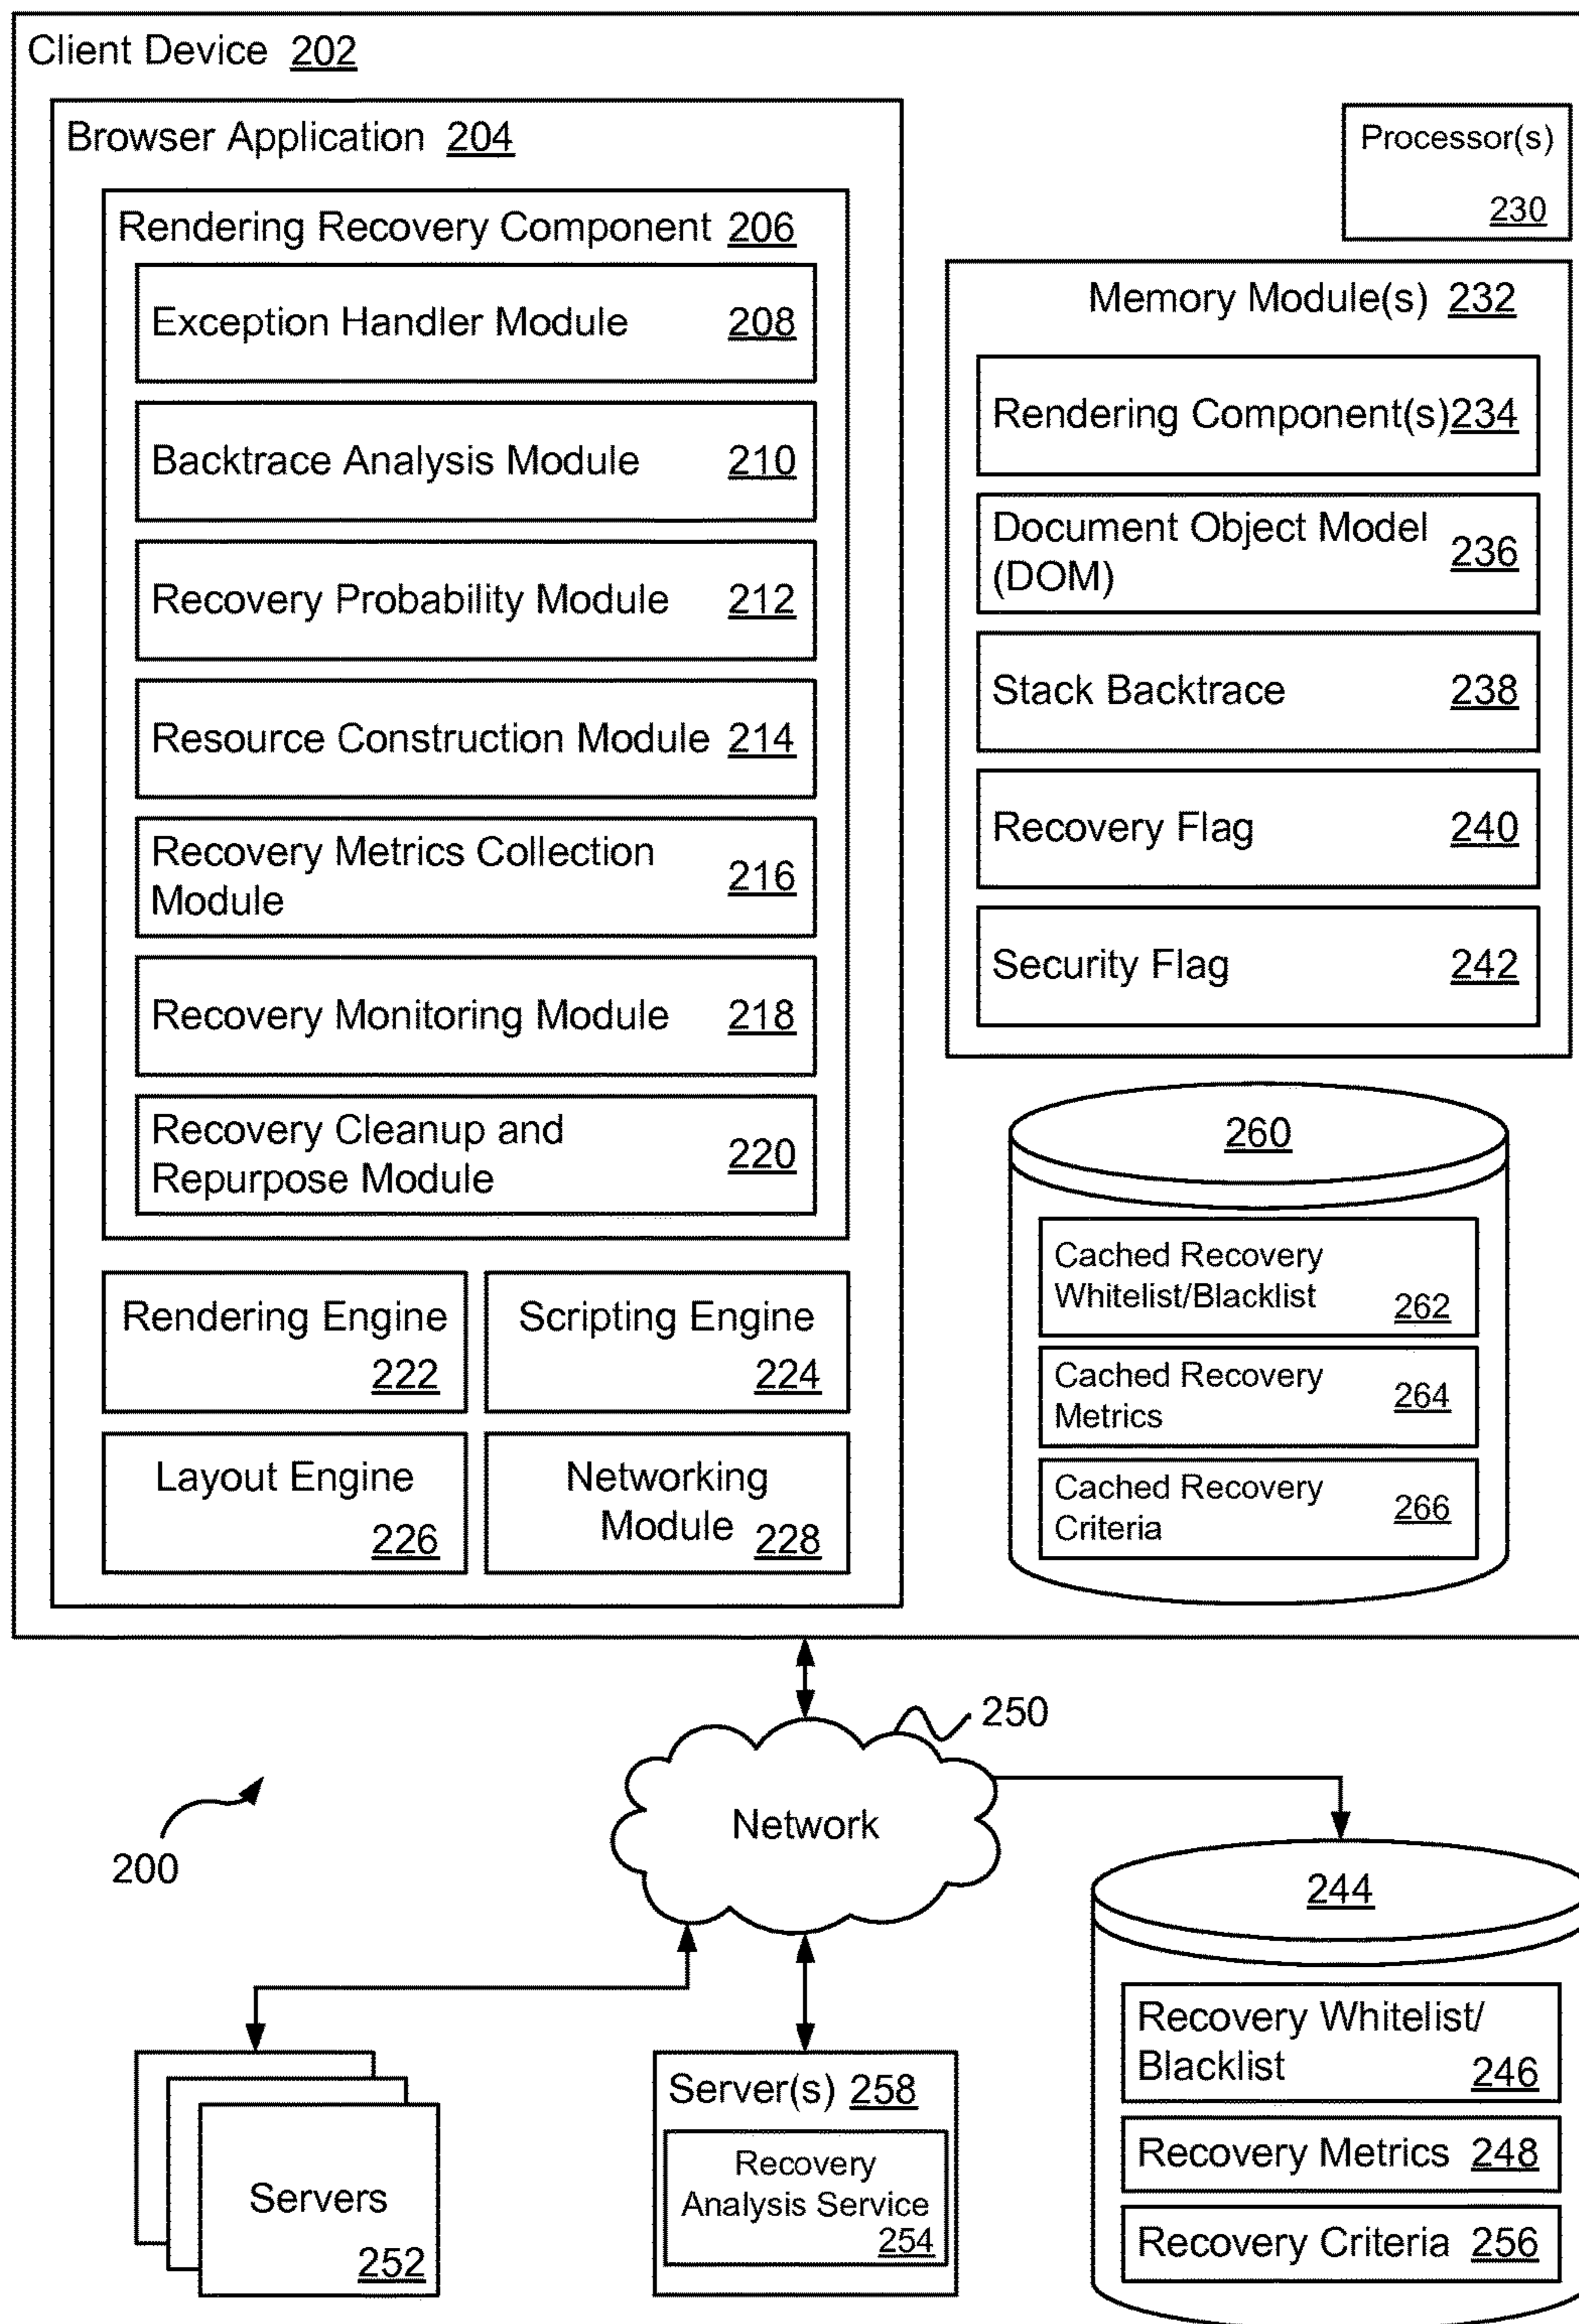 Client Device 202
Browser Application 204
Rendering Recovery Component 206
Exception Handler Module 208
Backtrace Analysis Module 210
Recovery Probability Module 212
Resource Construction Module 214
Recovery Metrics Collection
Module 216
Recovery Monitoring Module 218
Recovery Cleanup and
Repurpose Module 220
Rendering Engine
222
Scripting Engine
224
Layout Engine
226
Networking
Module 228
Processor(s)
230
Memory Module(s) 232
Rendering Component(s) 234
Document Object Model
(DOM) 236
Stack Backtrace 238
Recovery Flag 240
Security Flag 242
260
Cached Recovery
Whitelist/Blacklist 262
Cached Recovery
Metrics 264
Cached Recovery
Criteria 266
250
Network
200
244
Recovery Whitelist/
Blacklist 246
Recovery Metrics 248
Recovery Criteria 256
Servers
252
Server(s) 258
Recovery
Analysis Service
254